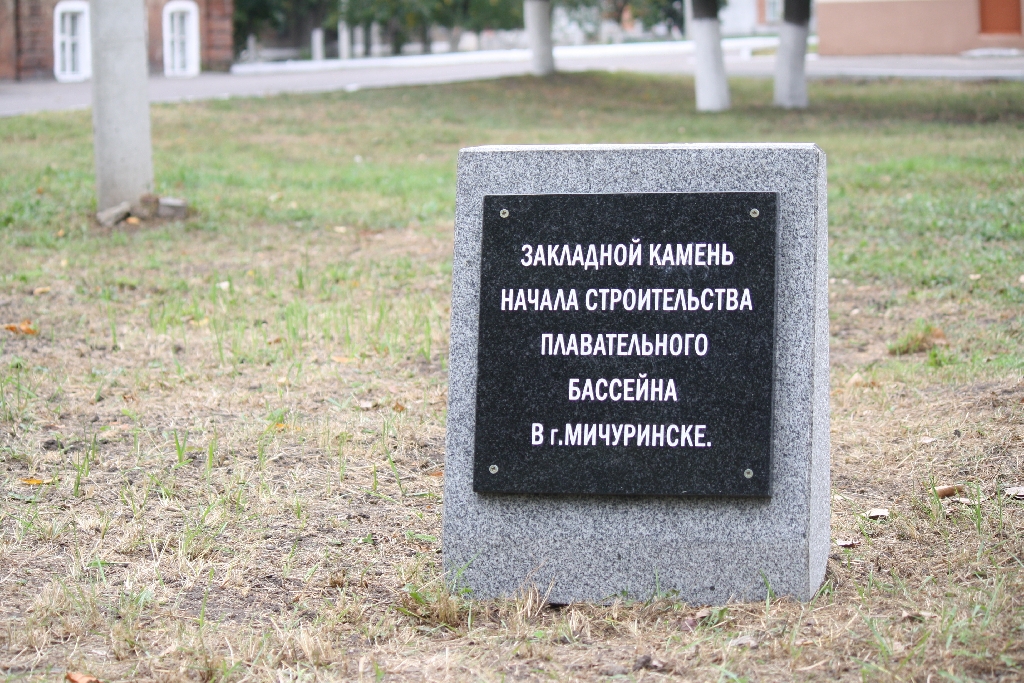 ЗАКЛАДНОЙ КАМЕНЬ
НАЧАЛА СТРОИТЕЛЬСТВА
ПЛАВАТЕЛЬНОГО
БАССЕЙНА
В г.МИЧУРИНСКЕ.